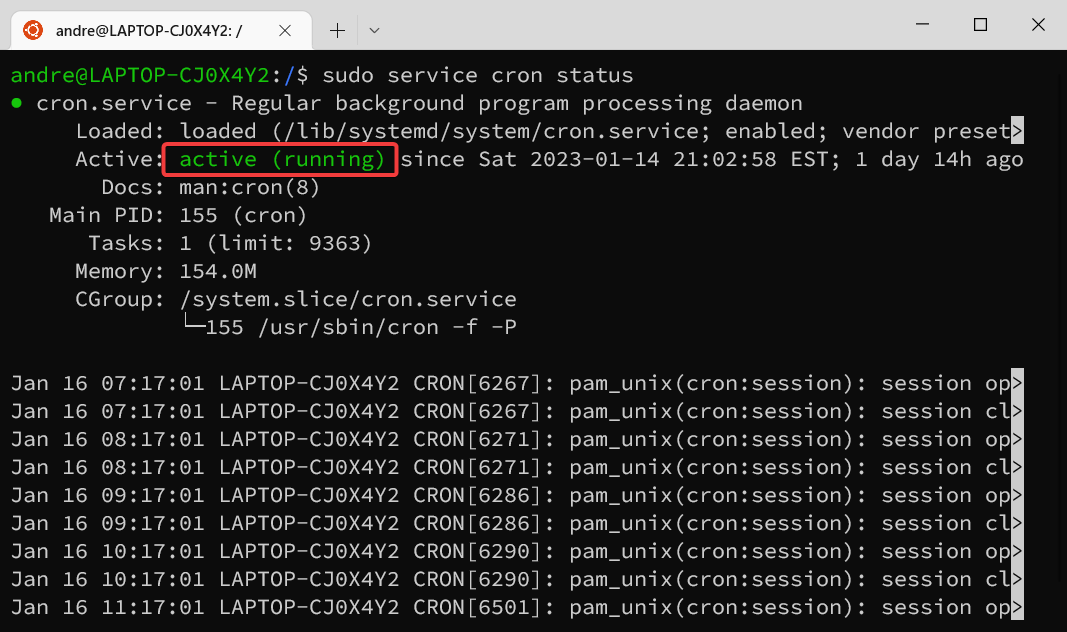 andre@LAPTOP-CJ0X4Y2: /
andre@LAPTOP-CJ0X4Y2:/$ sudo service cron status
● cron.service - Regular background program processing daemon
Loaded: loaded (/lib/systemd/system/cron.service; enabled; vendor preset>
Active: active (running) since Sat 2023-01-14 21:02:58 EST; 1 day 14h ago
Docs: man:cron(8)
Main PID: 155 (cron)
Tasks: 1 (limit: 9363)
Memory: 154.0M
CGroup: /system.slice/cron.service
└─155 /usr/sbin/cron -f -P
Jan 16 07:17:01 LAPTOP-CJ0X4Y2 CRON[6267]: pam_unix(cron:session): session op>
Jan 16 07:17:01 LAPTOP-CJ0X4Y2 CRON[6267]: pam_unix(cron:session): session cl>
Jan 16 08:17:01 LAPTOP-CJ0X4Y2 CRON[6271]: pam_unix(cron:session): session op>
Jan 16 08:17:01 LAPTOP-CJ0X4Y2 CRON[6271]: pam_unix(cron:session): session cl>
Jan 16 09:17:01 LAPTOP-CJ0X4Y2 CRON[6286]: pam_unix(cron:session): session op>
Jan 16 09:17:01 LAPTOP-CJ0X4Y2 CRON[6286]: pam_unix(cron:session): session cl>
Jan 16 10:17:01 LAPTOP-CJ0X4Y2 CRON[6290]: pam_unix(cron:session): session op>
Jan 16 10:17:01 LAPTOP-CJ0X4Y2 CRON[6290]: pam_unix(cron:session): session cl>
Jan 16 11:17:01 LAPTOP-CJ0X4Y2 CRON[6501]: pam_unix(cron:session): session op>